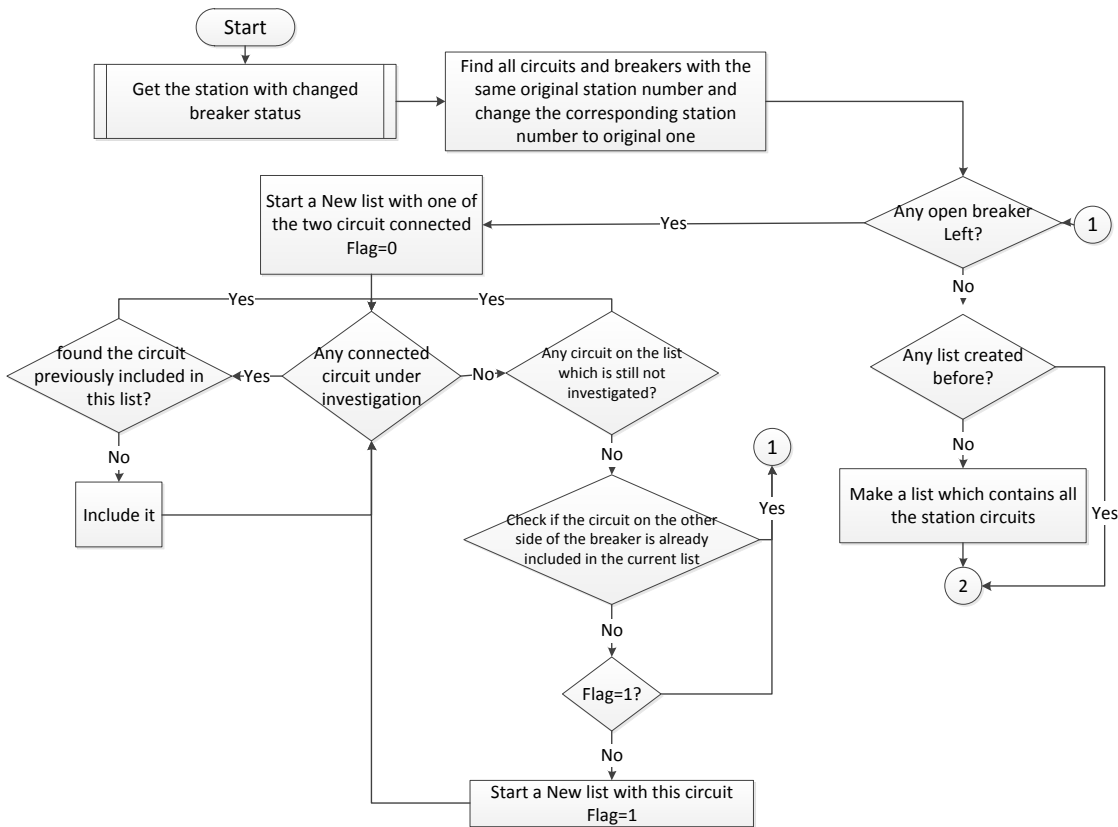 Start
Get the station with changed
breaker status
Find all circuits and breakers with the
same original station number and
change the corresponding station
number to original one
Any open breaker
Left?
1
Yes
Start a New list with one of
the two circuit connected
Flag=0
No
Yes
Yes
Any list created
before?
found the circuit
previously included in
this list?
Yes
Any connected
circuit under
investigation
No
Any circuit on the list
which is still not
investigated?
No
No
No
1
Make a list which contains all
the station circuits
Include it
Yes
Yes
Check if the circuit on the other
side of the breaker is already
included in the current list
2
No
Flag=1?
No
Start a New list with this circuit
Flag=1